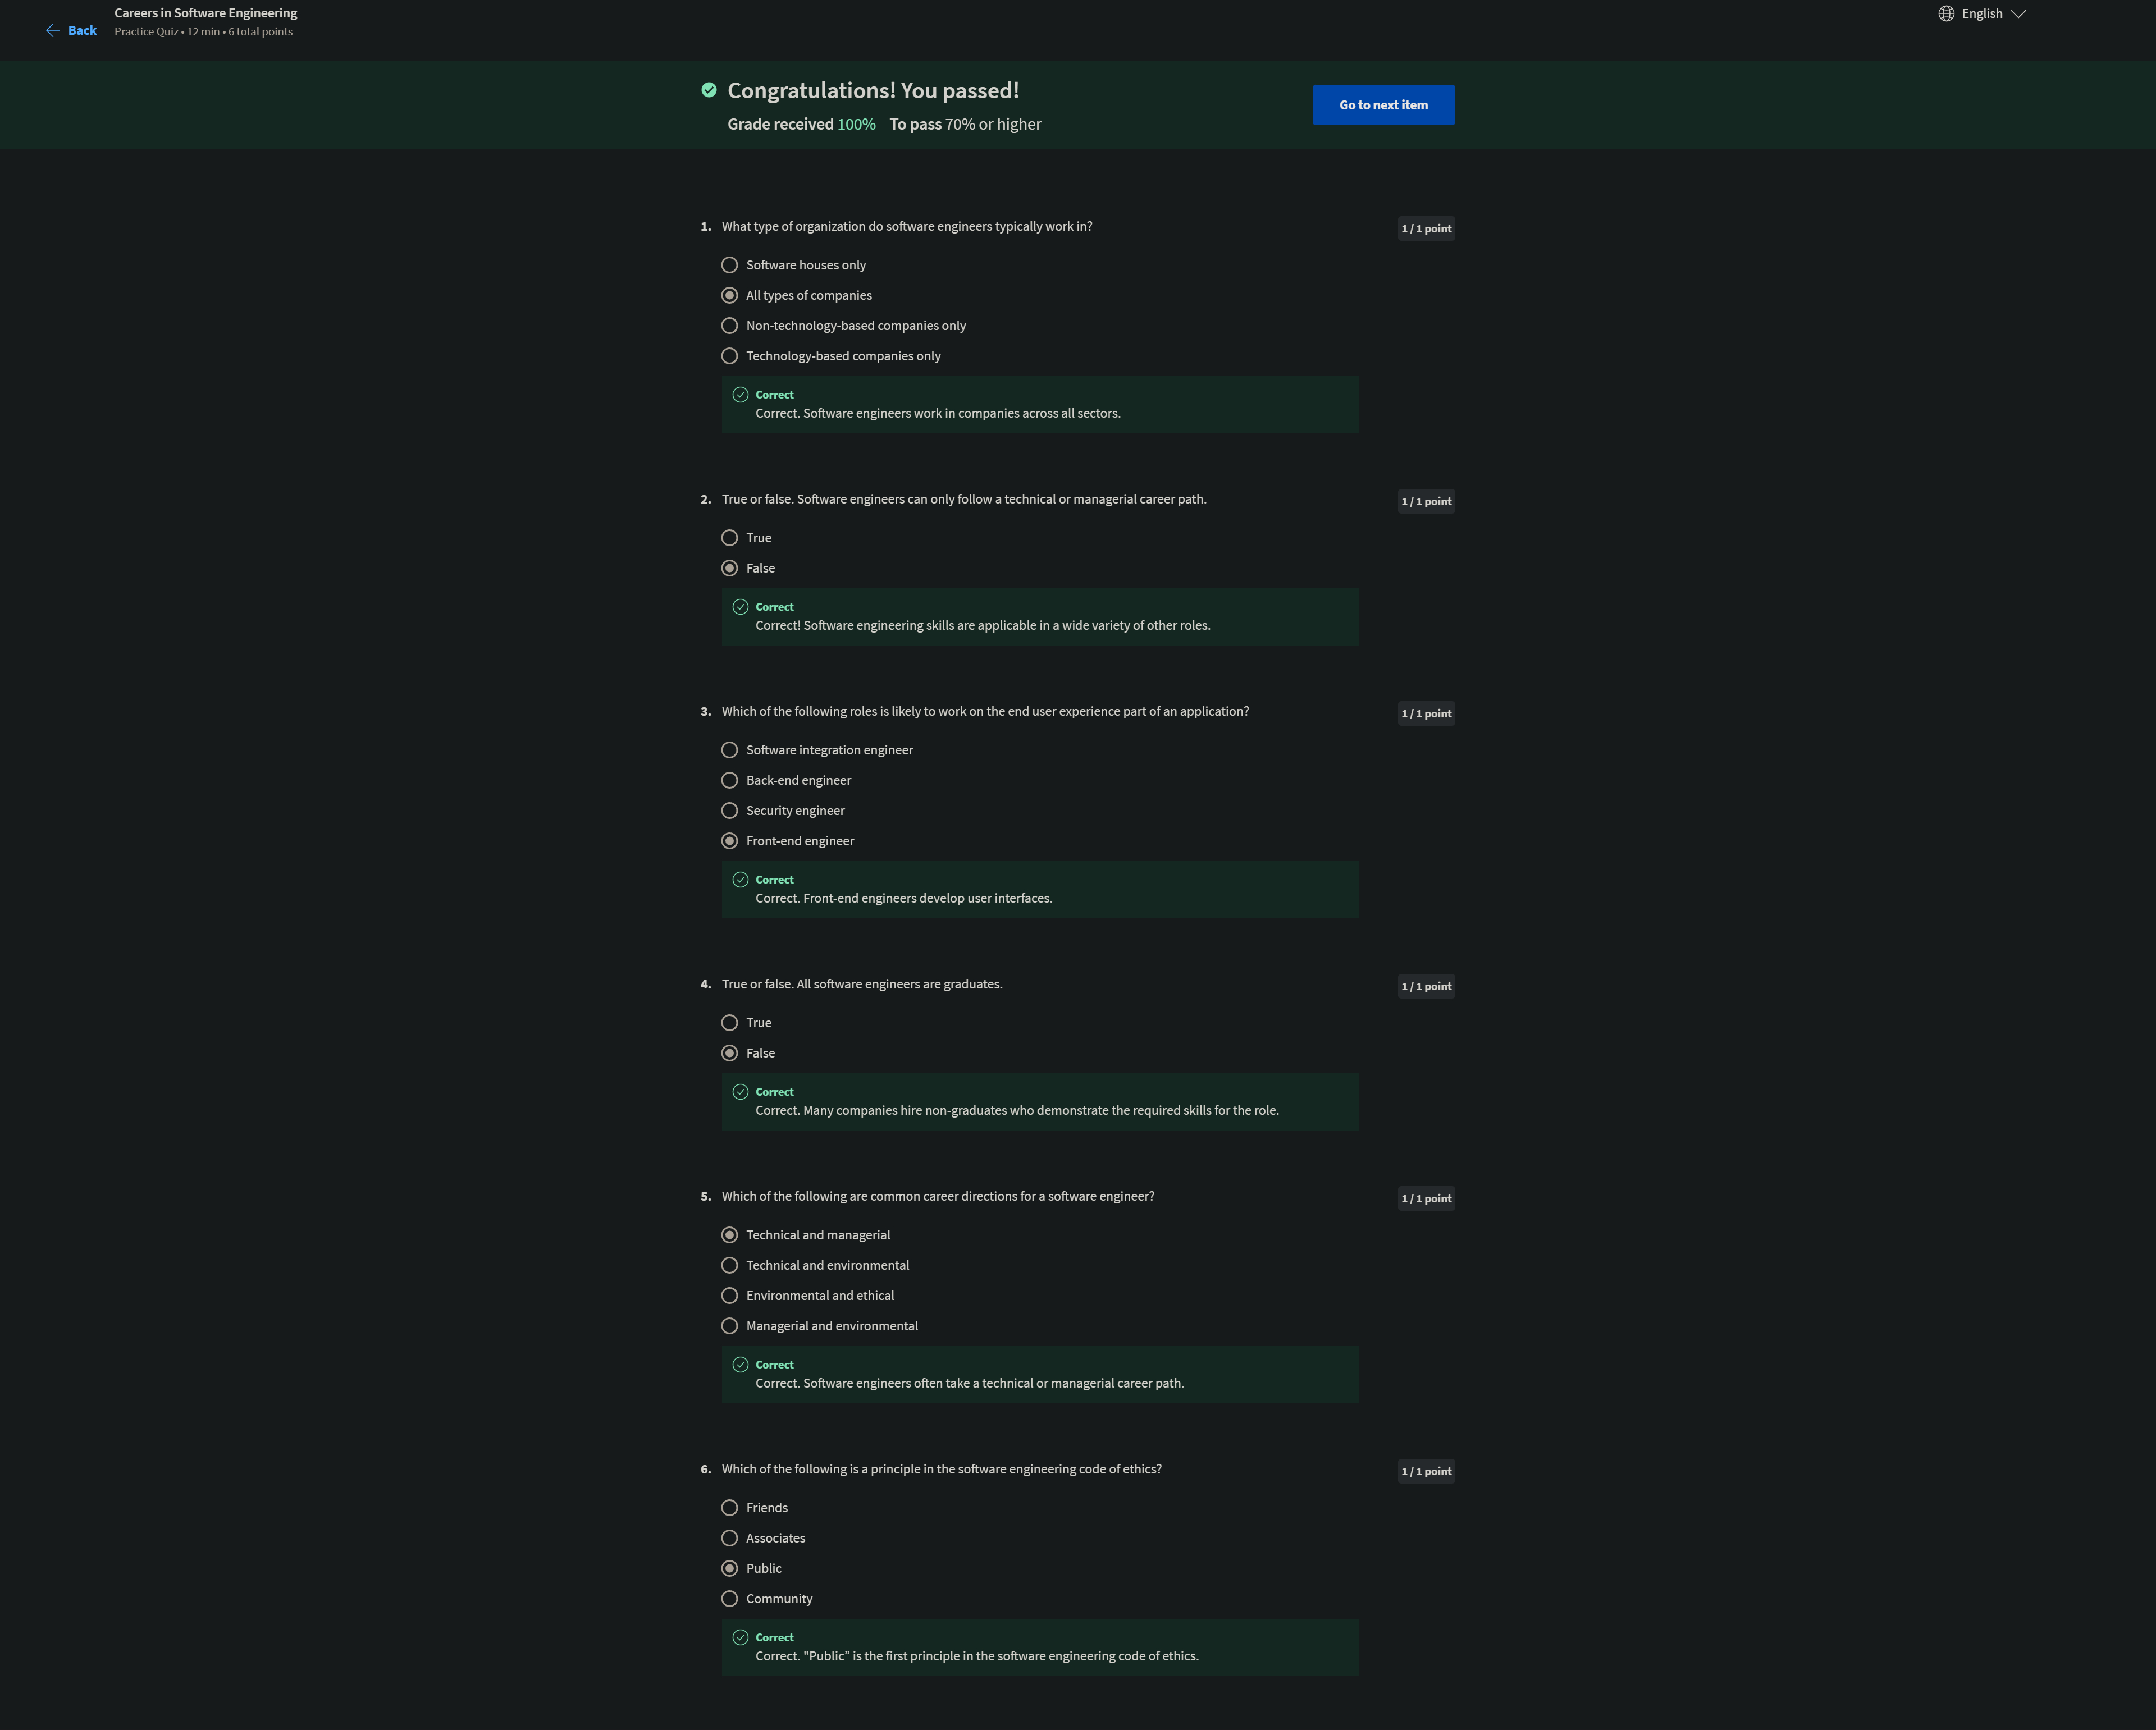 Back
Careers in Software Engineering
Practice Quiz • 12 min • 6 total points
English
Congratulations! You passed!
Grade received 100% To pass 70% or higher
Go to next item
1. What type of organization do software engineers typically work in?
1 / 1 point
Software houses only
All types of companies
Non-technology-based companies only
Technology-based companies only
Correct
Correct. Software engineers work in companies across all sectors.
2. True or false. Software engineers can only follow a technical or managerial career path.
1 / 1 point
True
False
Correct
Correct! Software engineering skills are applicable in a wide variety of other roles.
3. Which of the following roles is likely to work on the end user experience part of an application?
1 / 1 point
Software integration engineer
Back-end engineer
Security engineer
Front-end engineer
Correct
Correct. Front-end engineers develop user interfaces.
4. True or false. All software engineers are graduates.
1 / 1 point
True
False
Correct
Correct. Many companies hire non-graduates who demonstrate the required skills for the role.
5. Which of the following are common career directions for a software engineer?
1 / 1 point
Technical and managerial
Technical and environmental
Environmental and ethical
Managerial and environmental
Correct
Correct. Software engineers often take a technical or managerial career path.
6. Which of the following is a principle in the software engineering code of ethics?
1 / 1 point
Friends
Associates
Public
Community
Correct
Correct. "Public” is the first principle in the software engineering code of ethics.